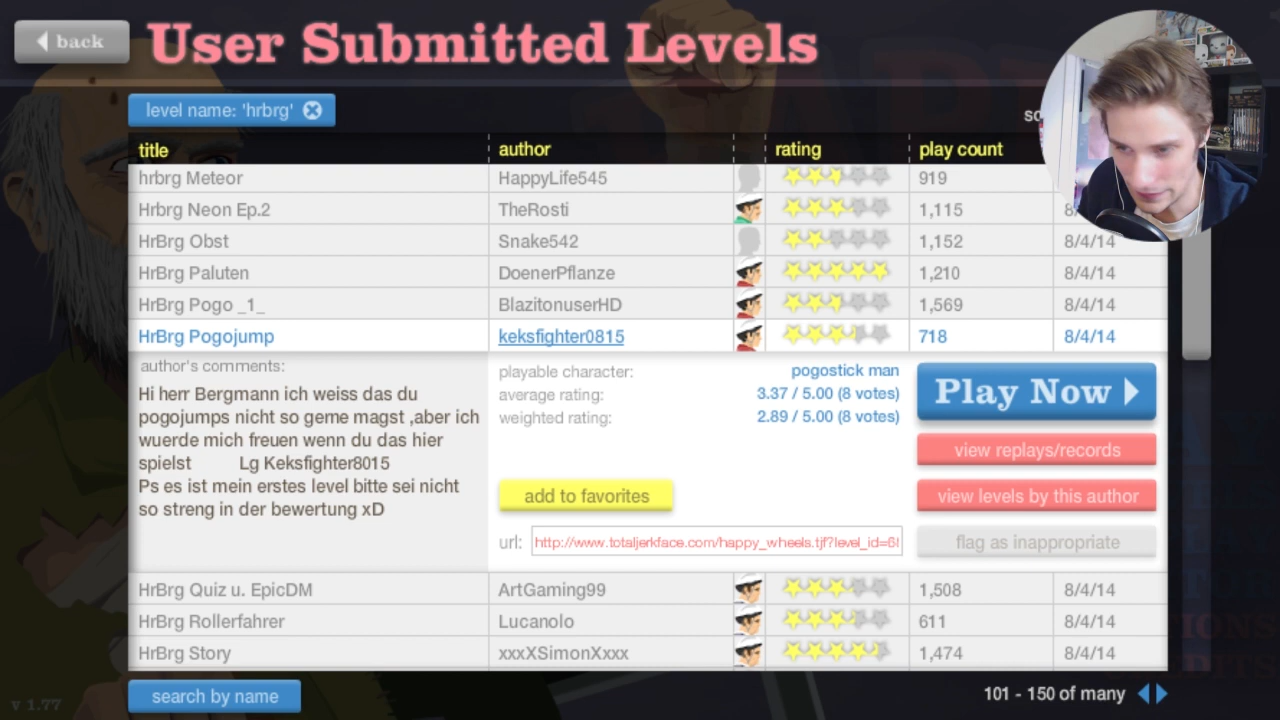 back
User Submitted Levels
level name: 'hrbrg'
title author rating play count
hrbrg Meteor HappyLife545 919
Hrbrg Neon Ep.2 TheRosti 1,115
HrBrg Obst Snake542 1,152 8/4/14
HrBrg Paluten DoenerPflanze 1,210 8/4/14
HrBrg Pogo _1_ BlazitonuserHD 1,569 8/4/14
HrBrg Pogojump keksfighter0815 718 8/4/14
author's comments:
Hi herr Bergmann ich weiss das du
pogojumps nicht so gerne magst ,aber ich
wuerde mich freuen wenn du das hier
spielst Lg Keksfighter8015
Ps es ist mein erstes level bitte sei nicht
so streng in der bewertung xD
playable character: pogostick man
average rating: 3.37 / 5.00 (8 votes)
weighted rating: 2.89 / 5.00 (8 votes)
add to favorites
url: http://www.totaljerkface.com/happy_wheels.tjf?level_id=6
Play Now
view replays/records
view levels by this author
flag as inappropriate
HrBrg Quiz u. EpicDM ArtGaming99 1,508 8/4/14
HrBrg Rollerfahrer Lucanolo 611 8/4/14
HrBrg Story xxxXSimonXxxx 1,474 8/4/14
search by name
101 - 150 of many
v 1.77